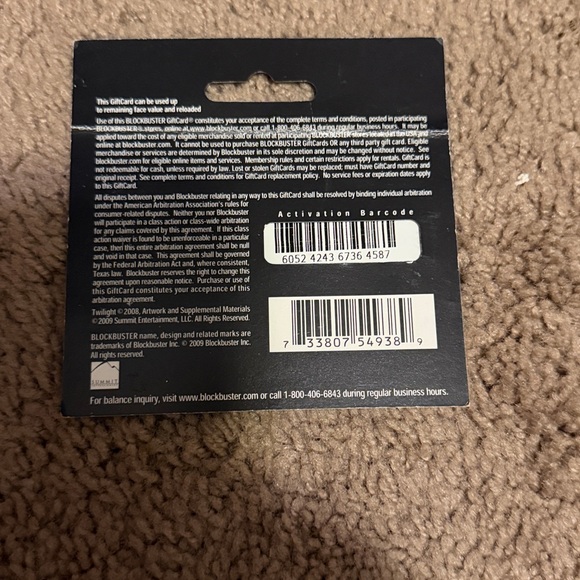 This GiftCard can be used up
to remaining face value and reloaded
Use of this BLOCKBUSTER GiftCard® constitutes your acceptance of the complete terms and conditions, posted in participating
BLOCKBUSTER® stores, online at www.blockbuster.com or call 1-800-406-6843 during regular business hours. It may be
applied toward the cost of any eligible merchandise sold or rented at participating BLOCKBUSTER stores located in the USA and
online at blockbuster.com. It cannot be used to purchase BLOCKBUSTER GiftCards OR any third party gift card. Eligible
merchandise or services are determined by Blockbuster in its sole discretion and may be changed without notice. See
blockbuster.com for eligible online items and services. Membership rules and certain restrictions apply for rentals. GiftCard is
not redeemable for cash, unless required by law. Lost or stolen GiftCards may be replaced; must have GiftCard number and
original receipt. See complete terms and conditions for GiftCard replacement policy. No service fees or expiration dates apply
to this GiftCard.
All disputes between you and Blockbuster relating in any way to this GiftCard shall be resolved by binding individual arbitration
under the American Arbitration Association's rules for
consumer-related disputes. Neither you nor Blockbuster
will participate in a class action or class-wide arbitration
for any claims covered by this agreement. If this class
action waiver is found to be unenforceable in a particular
case, then this entire arbitration agreement shall be null
and void in that case. This agreement shall be governed
by the Federal Arbitration Act and, where consistent,
Texas law. Blockbuster reserves the right to change this
agreement upon reasonable notice. Purchase or use of
this GiftCard constitutes your acceptance of this
arbitration agreement.
Activation Barcode
6052 4243 6736 4587
Twilight ©2008, Artwork and Supplemental Materials
©2009 Summit Entertainment, LLC. All Rights Reserved.
BLOCKBUSTER name, design and related marks are
trademarks of Blockbuster Inc. © 2009 Blockbuster Inc.
All rights reserved.
7 33807 54938 9
SUMMIT
For balance inquiry, visit www.blockbuster.com or call 1-800-406-6843 during regular business hours.